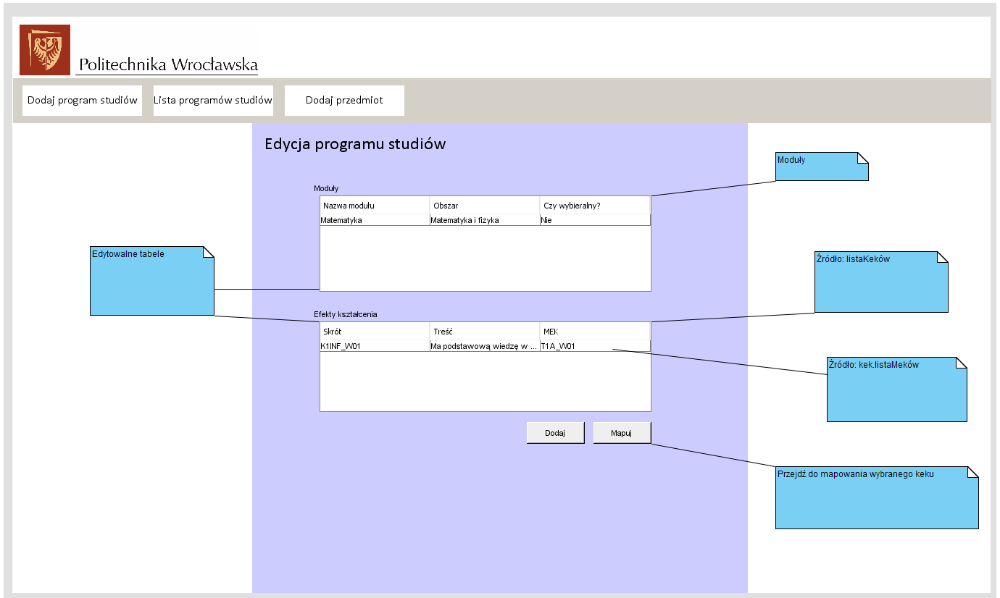 Politechnika Wrocławska
Dodaj program studiów
Lista programów studiów
Dodaj przedmiot
Edycja programu studiów
Moduły
Moduły
Nazwa modułu Obszar Czy wybieralny?
Matematyka Matematyka i fizyka Nie
Edytowalne tabele
Źródło: listaKeków
Efekty kształcenia
Skrót Treść MEK
K1INF_W01 Ma podstawową wiedzę w ... T1A_W01
Źródło: kek.listaMeków
Dodaj Mapuj
Przejdź do mapowania wybranego keku